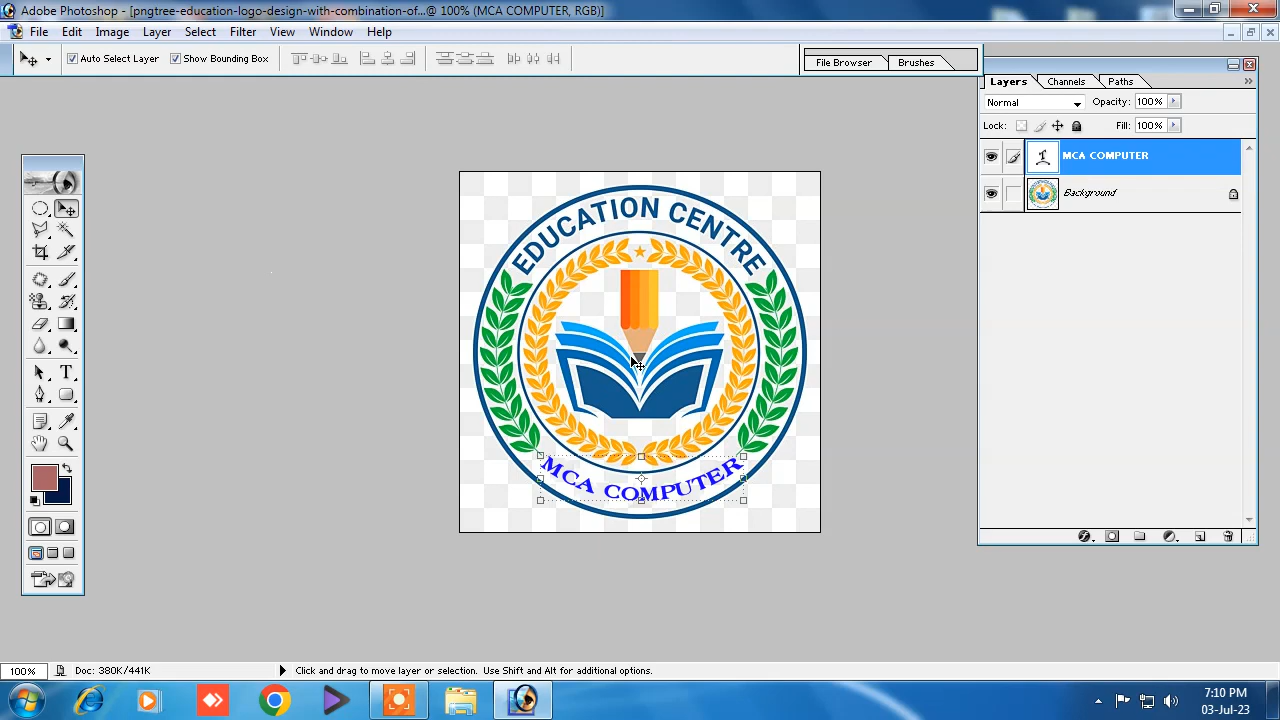 Adobe Photoshop - [pngtree-education-logo-design-with-combination-of...@ 100% (MCA COMPUTER, RGB)]
File Edit Image Layer Select Filter View Window Help
Auto Select Layer Show Bounding Box File Browser Brushes
Layers Channels Paths
Normal Opacity: 100%
Lock: Fill: 100%
MCA COMPUTER
Background
EDUCATION CENTRE
MCA COMPUTER
T
100% Doc: 380K/441K Click and drag to move layer or selection. Use Shift and Alt for additional options.
7:10 PM
03-Jul-23